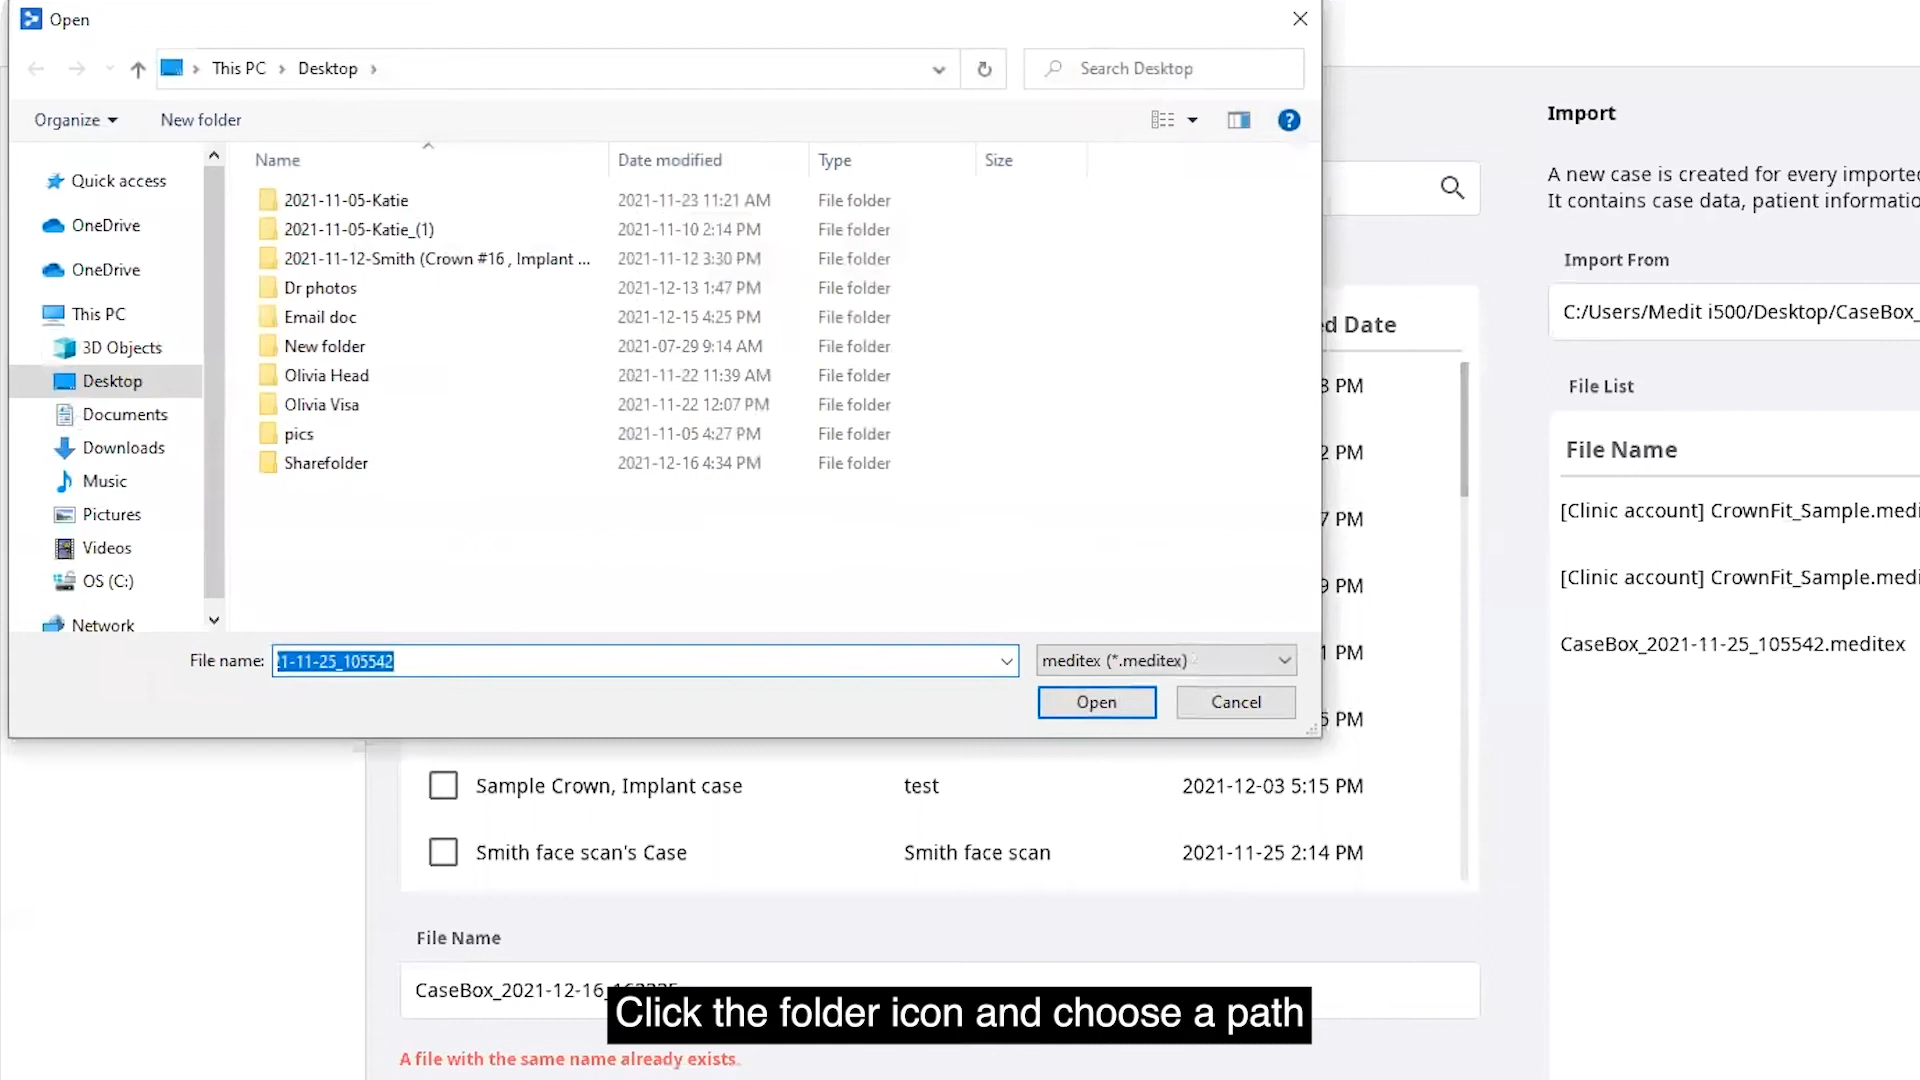 Open
This PC > Desktop >
Search Desktop
Organize
New folder
?
Name Date modified Type Size
Quick access
OneDrive
OneDrive
This PC
3D Objects
Desktop
Documents
Downloads
Music
Pictures
Videos
OS (C:)
Network
2021-11-05-Katie 2021-11-23 11:21 AM File folder
2021-11-05-Katie_(1) 2021-11-10 2:14 PM File folder
2021-11-12-Smith (Crown #16 , Implant ... 2021-11-12 3:30 PM File folder
Dr photos 2021-12-13 1:47 PM File folder
Email doc 2021-12-15 4:25 PM File folder
New folder 2021-07-29 9:14 AM File folder
Olivia Head 2021-11-22 11:39 AM File folder
Olivia Visa 2021-11-22 12:07 PM File folder
pics 2021-11-05 4:27 PM File folder
Sharefolder 2021-12-16 4:34 PM File folder
File name: 1-11-25_105542 meditex (*.meditex)
Open Cancel
d Date
3 PM
2 PM
7 PM
9 PM
1 PM
PM
Sample Crown, Implant case test 2021-12-03 5:15 PM
Smith face scan's Case Smith face scan 2021-11-25 2:14 PM
File Name
CaseBox_2021-12-16_
A file with the same name already exists.
Import
A new case is created for every imported
It contains case data, patient informatio
Import From
C:/Users/Medit i500/Desktop/CaseBox_
File List
File Name
[Clinic account] CrownFit_Sample.medi
[Clinic account] CrownFit_Sample.medi
CaseBox_2021-11-25_105542.meditex
Click the folder icon and choose a path